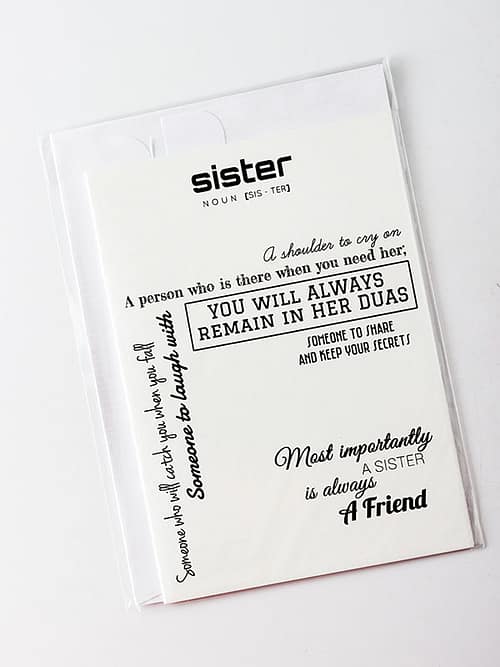 sister
NOUN [SIS - TER]
A shoulder to cry on
A person who is there when you need her;
YOU WILL ALWAYS
REMAIN IN HER DUAS
SOMEONE TO SHARE
AND KEEP YOUR SECRETS
Someone who will catch you when you fall
Someone to laugh with
Most importantly
A SISTER
is always
A Friend